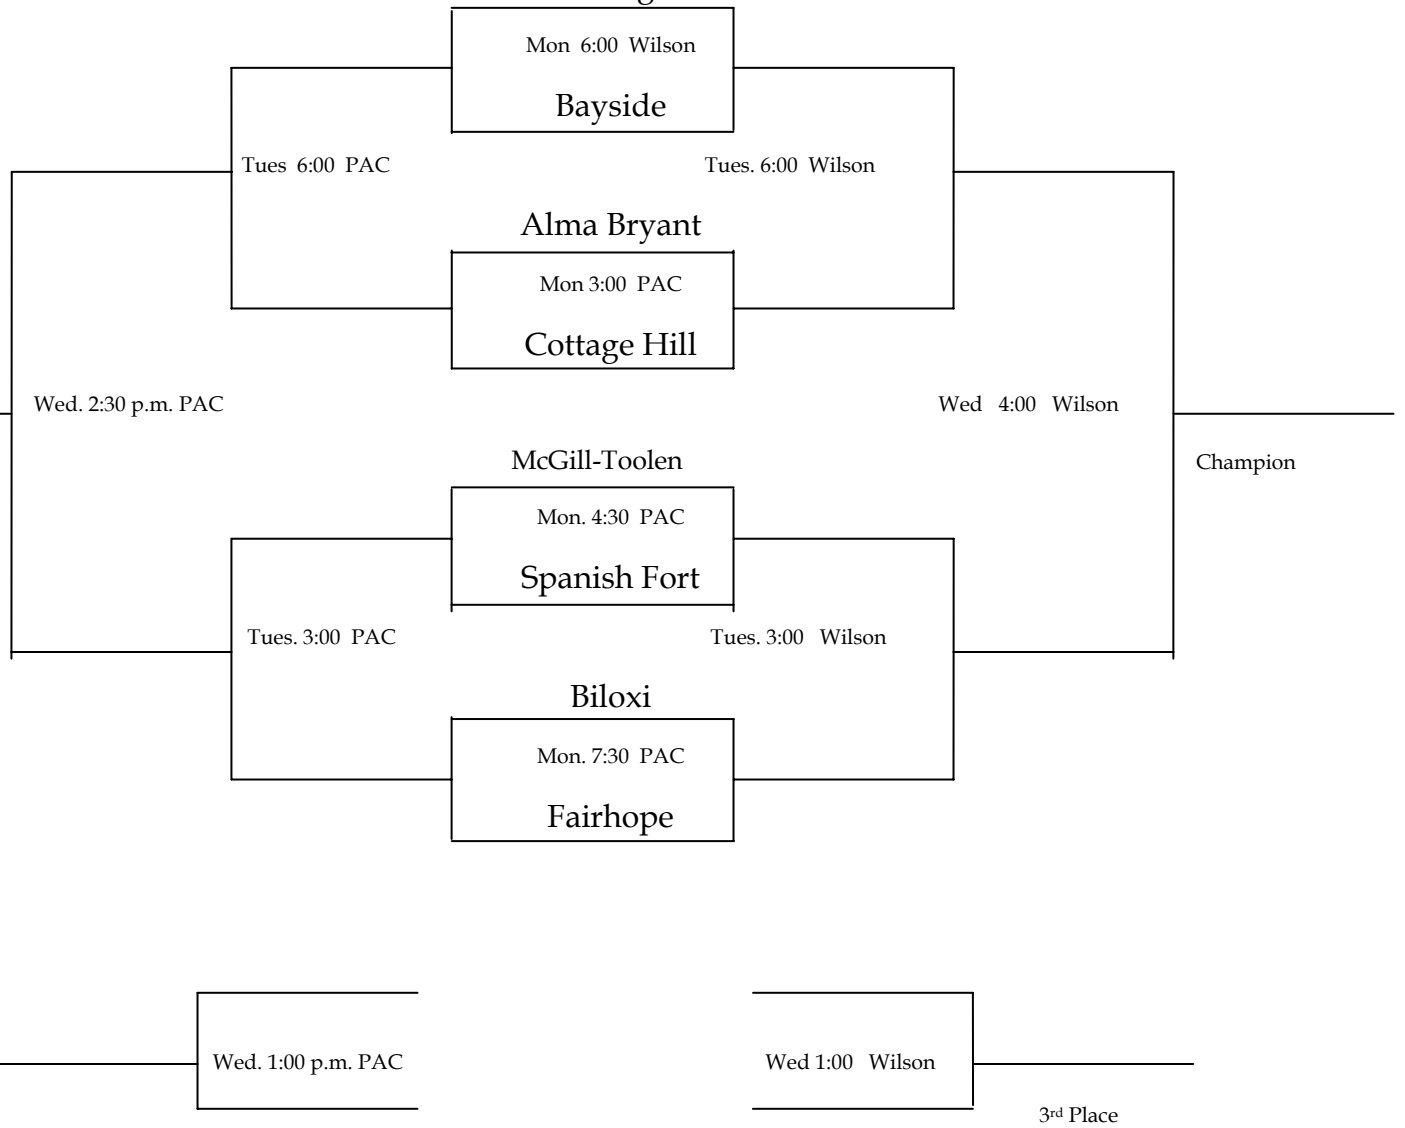 Mon 6:00 Wilson
Bayside
Tues 6:00 PAC
Tues. 6:00 Wilson
Alma Bryant
Mon 3:00 PAC
Cottage Hill
Wed. 2:30 p.m. PAC
Wed 4:00 Wilson
McGill-Toolen
Champion
Mon. 4:30 PAC
Spanish Fort
Tues. 3:00 PAC
Tues. 3:00 Wilson
Biloxi
Mon. 7:30 PAC
Fairhope
Wed. 1:00 p.m. PAC
Wed 1:00 Wilson
3rd Place